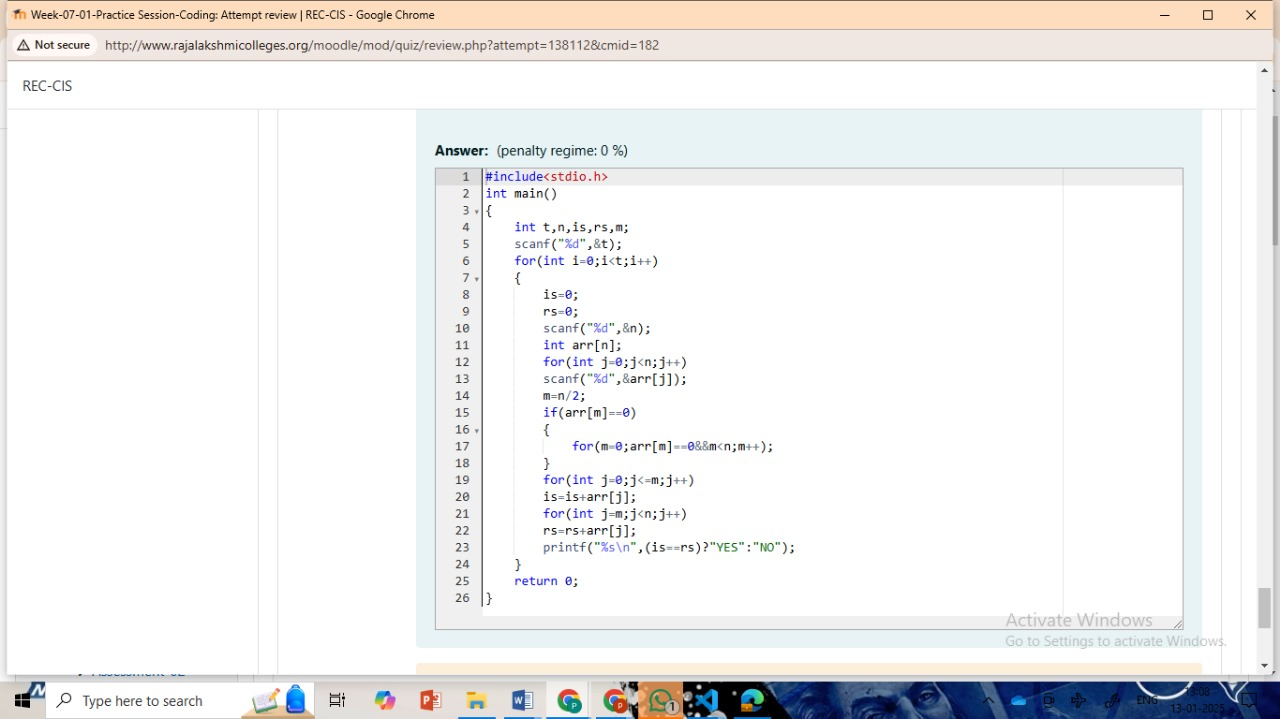 Week-07-01-Practice Session-Coding: Attempt review | REC-CIS - Google Chrome
Not secure http://www.rajalakshmicolleges.org/moodle/mod/quiz/review.php?attempt=138112&cmid=182
REC-CIS
Answer: (penalty regime: 0 %)
1 #include<stdio.h>
2 int main()
3 {
4 int t,n,is,rs,m;
5 scanf("%d",&t);
6 for(int i=0;i<t;i++)
7 {
8 is=0;
9 rs=0;
10 scanf("%d",&n);
11 int arr[n];
12 for(int j=0;j<n;j++)
13 scanf("%d",&arr[j]);
14 m=n/2;
15 if(arr[m]==0)
16 {
17 for(m=0;arr[m]==0&&m<n;m++);
18 }
19 for(int j=0;j<=m;j++)
20 is=is+arr[j];
21 for(int j=m;j<n;j++)
22 rs=rs+arr[j];
23 printf("%s\n",(is==rs)?"YES":"NO");
24 }
25 return 0;
26 }
Activate Windows
Go to Settings to activate Windows.
Type here to search
1
ENG
13:08
13-01-2025